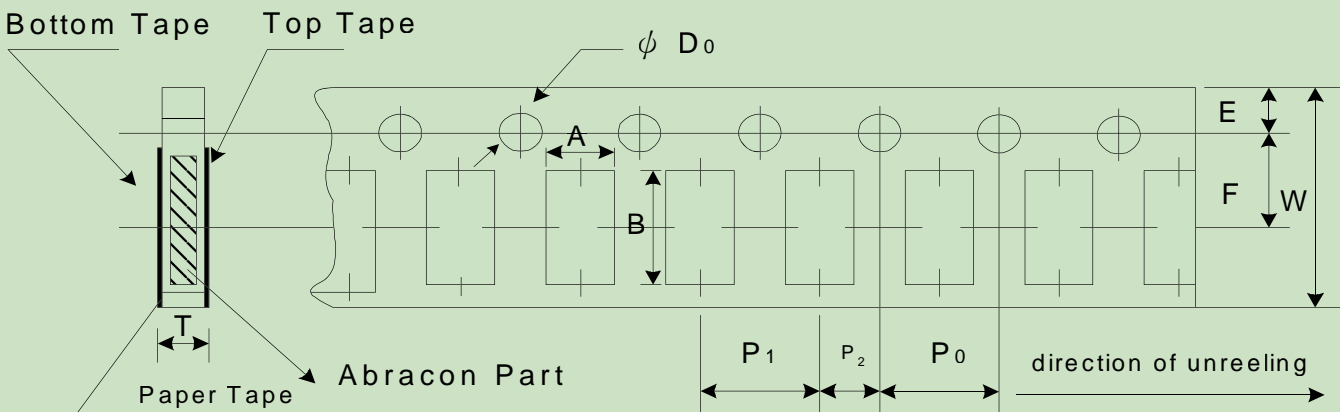 Bottom Tape
Top Tape
ψ D0
A
B
E
F
W
T
Abracon Part
Paper Tape
P1
P2
P0
direction of unreeling